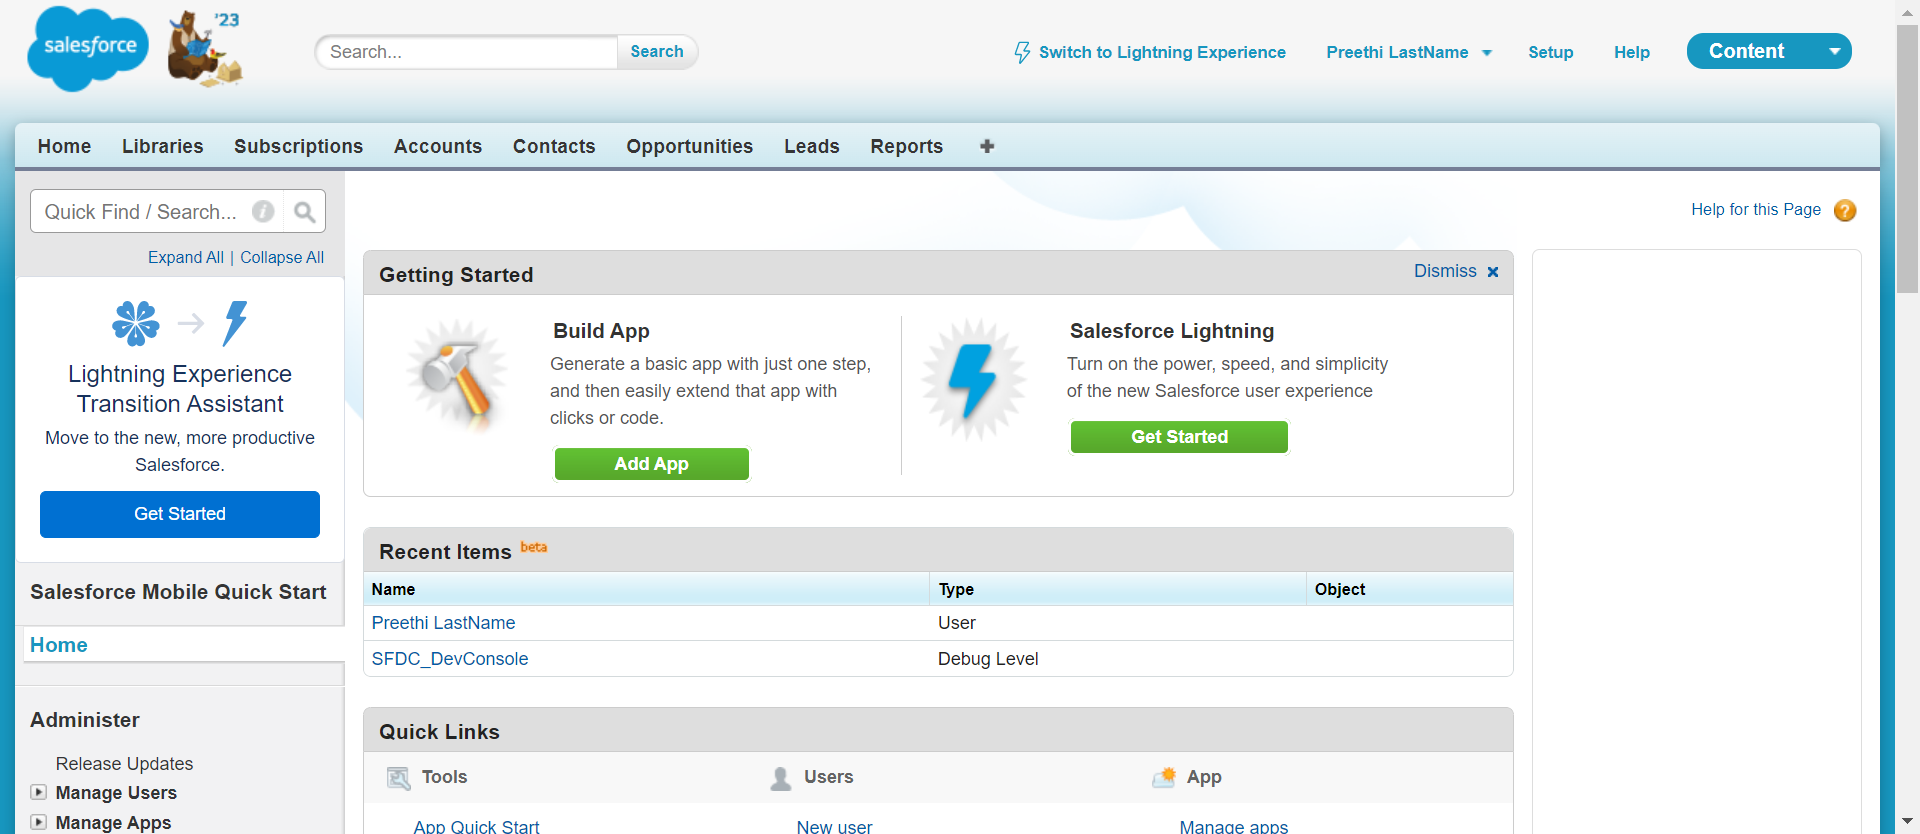 salesforce
'23
Search...
Search
Switch to Lightning Experience
Preethi LastName
Setup
Help
Content
Home
Libraries
Subscriptions
Accounts
Contacts
Opportunities
Leads
Reports
Quick Find / Search...
Expand All | Collapse All
Lightning Experience
Transition Assistant
Move to the new, more productive
Salesforce.
Get Started
Salesforce Mobile Quick Start
Home
Administer
Release Updates
Manage Users
Manage Apps
Help for this Page
Getting Started
Dismiss
Build App
Generate a basic app with just one step,
and then easily extend that app with
clicks or code.
Add App
Salesforce Lightning
Turn on the power, speed, and simplicity
of the new Salesforce user experience
Get Started
Recent Items beta
Name Type Object
Preethi LastName User
SFDC_DevConsole Debug Level
Quick Links
Tools
Users
App
App Quick Start
New user
Manage apps